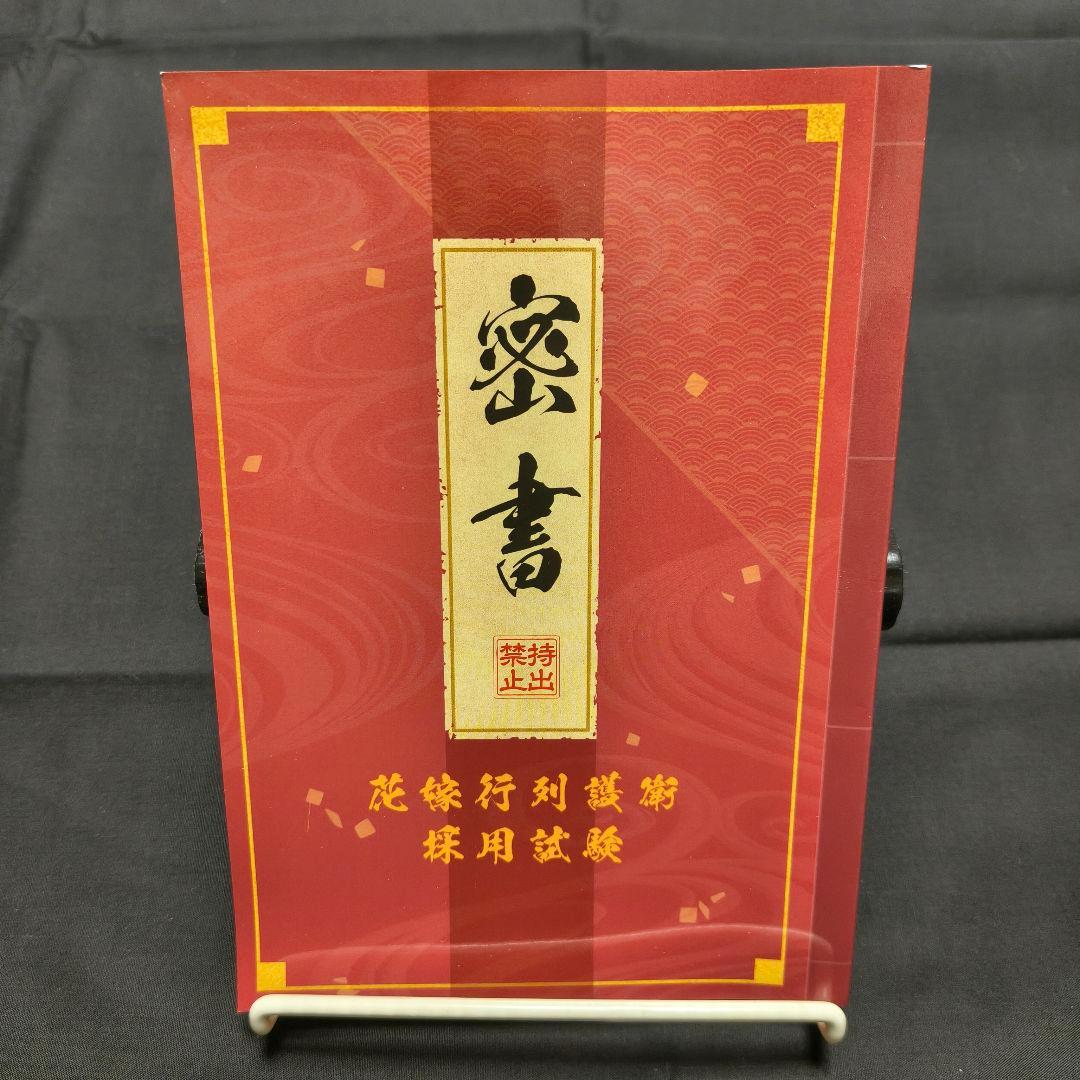 密書
持出
禁止
花嫁行列護衛
採用試験